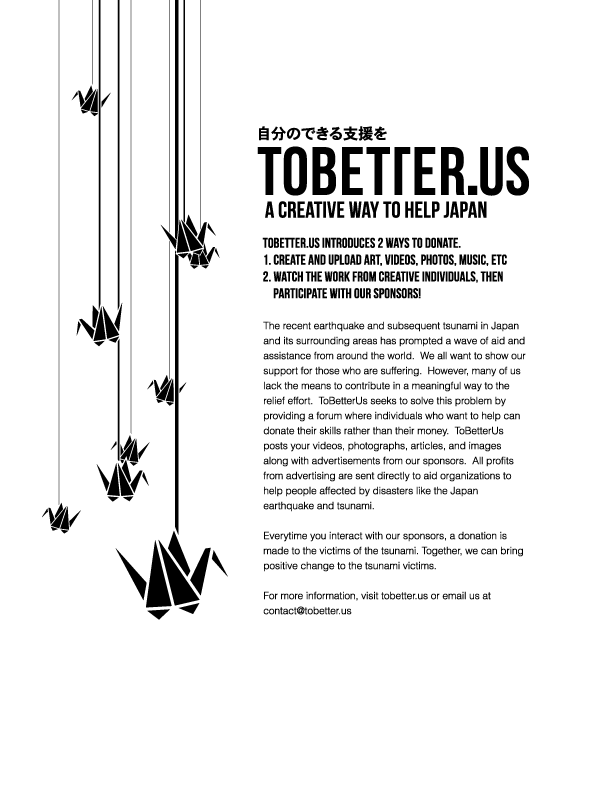 自分のできる支援を
TOBETTER.US
A CREATIVE WAY TO HELP JAPAN
TOBETTER.US INTRODUCES 2 WAYS TO DONATE.
1. CREATE AND UPLOAD ART, VIDEOS, PHOTOS, MUSIC, ETC
2. WATCH THE WORK FROM CREATIVE INDIVIDUALS, THEN
PARTICIPATE WITH OUR SPONSORS!
The recent earthquake and subsequent tsunami in Japan
and its surrounding areas has prompted a wave of aid and
assistance from around the world.  We all want to show our
support for those who are suffering.  However, many of us
lack the means to contribute in a meaningful way to the
relief effort.  ToBetterUs seeks to solve this problem by
providing a forum where individuals who want to help can
donate their skills rather than their money.  ToBetterUs
posts your videos, photographs, articles, and images
along with advertisements from our sponsors.  All profits
from advertising are sent directly to aid organizations to
help people affected by disasters like the Japan
earthquake and tsunami.
Everytime you interact with our sponsors, a donation is
made to the victims of the tsunami. Together, we can bring
positive change to the tsunami victims.
For more information, visit tobetter.us or email us at
contact@tobetter.us